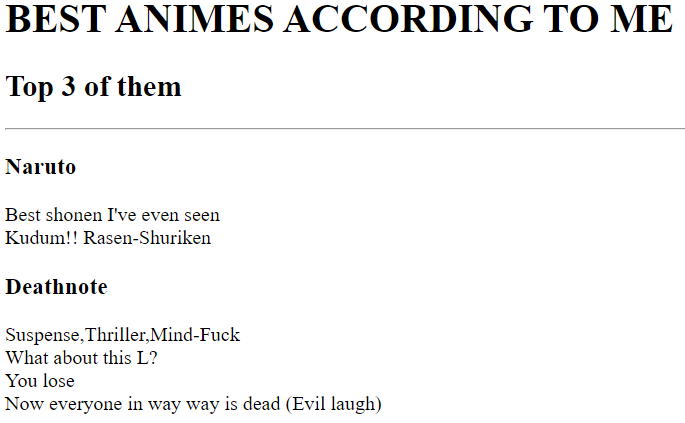 BEST ANIMES ACCORDING TO ME
Top 3 of them
Naruto
Best shonen I've even seen
Kudum!! Rasen-Shuriken
Deathnote
Suspense,Thriller,Mind-Fuck
What about this L?
You lose
Now everyone in way way is dead (Evil laugh)